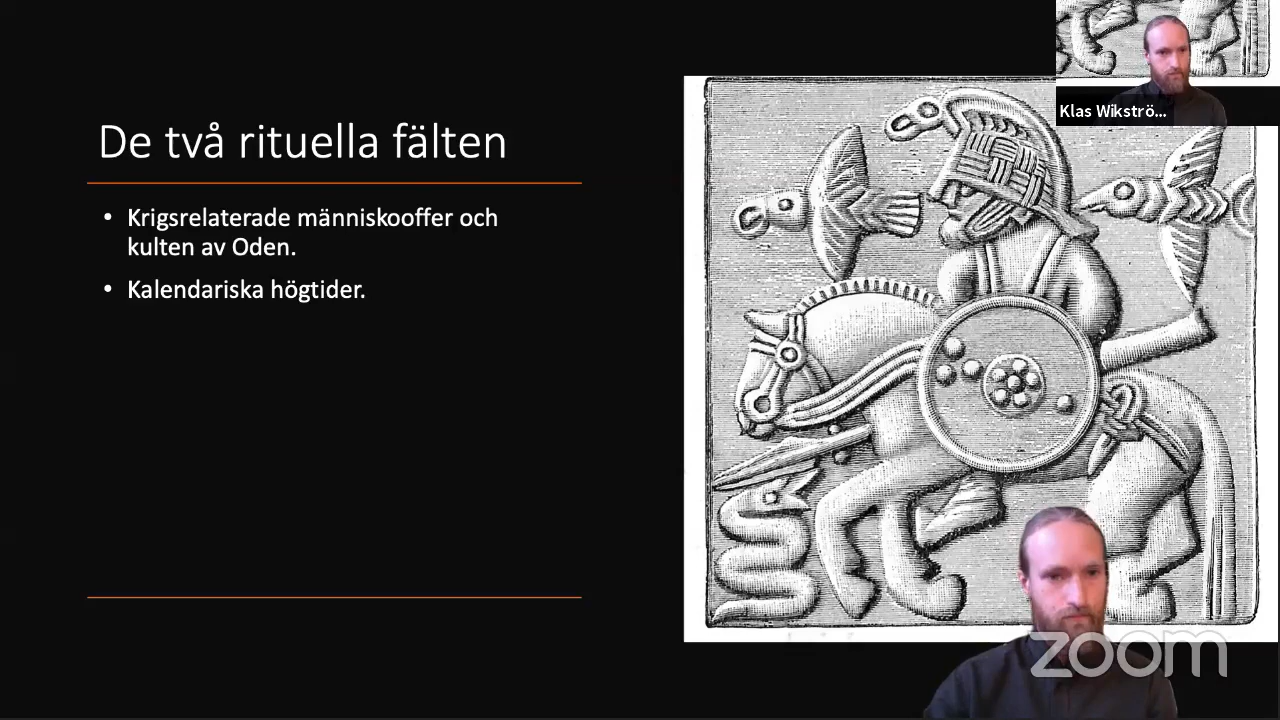 De två rituella fälten
• Krigsrelaterade människooffer och
kulten av Oden.
• Kalendariska högtider.
Klas Wikströ...
zoom